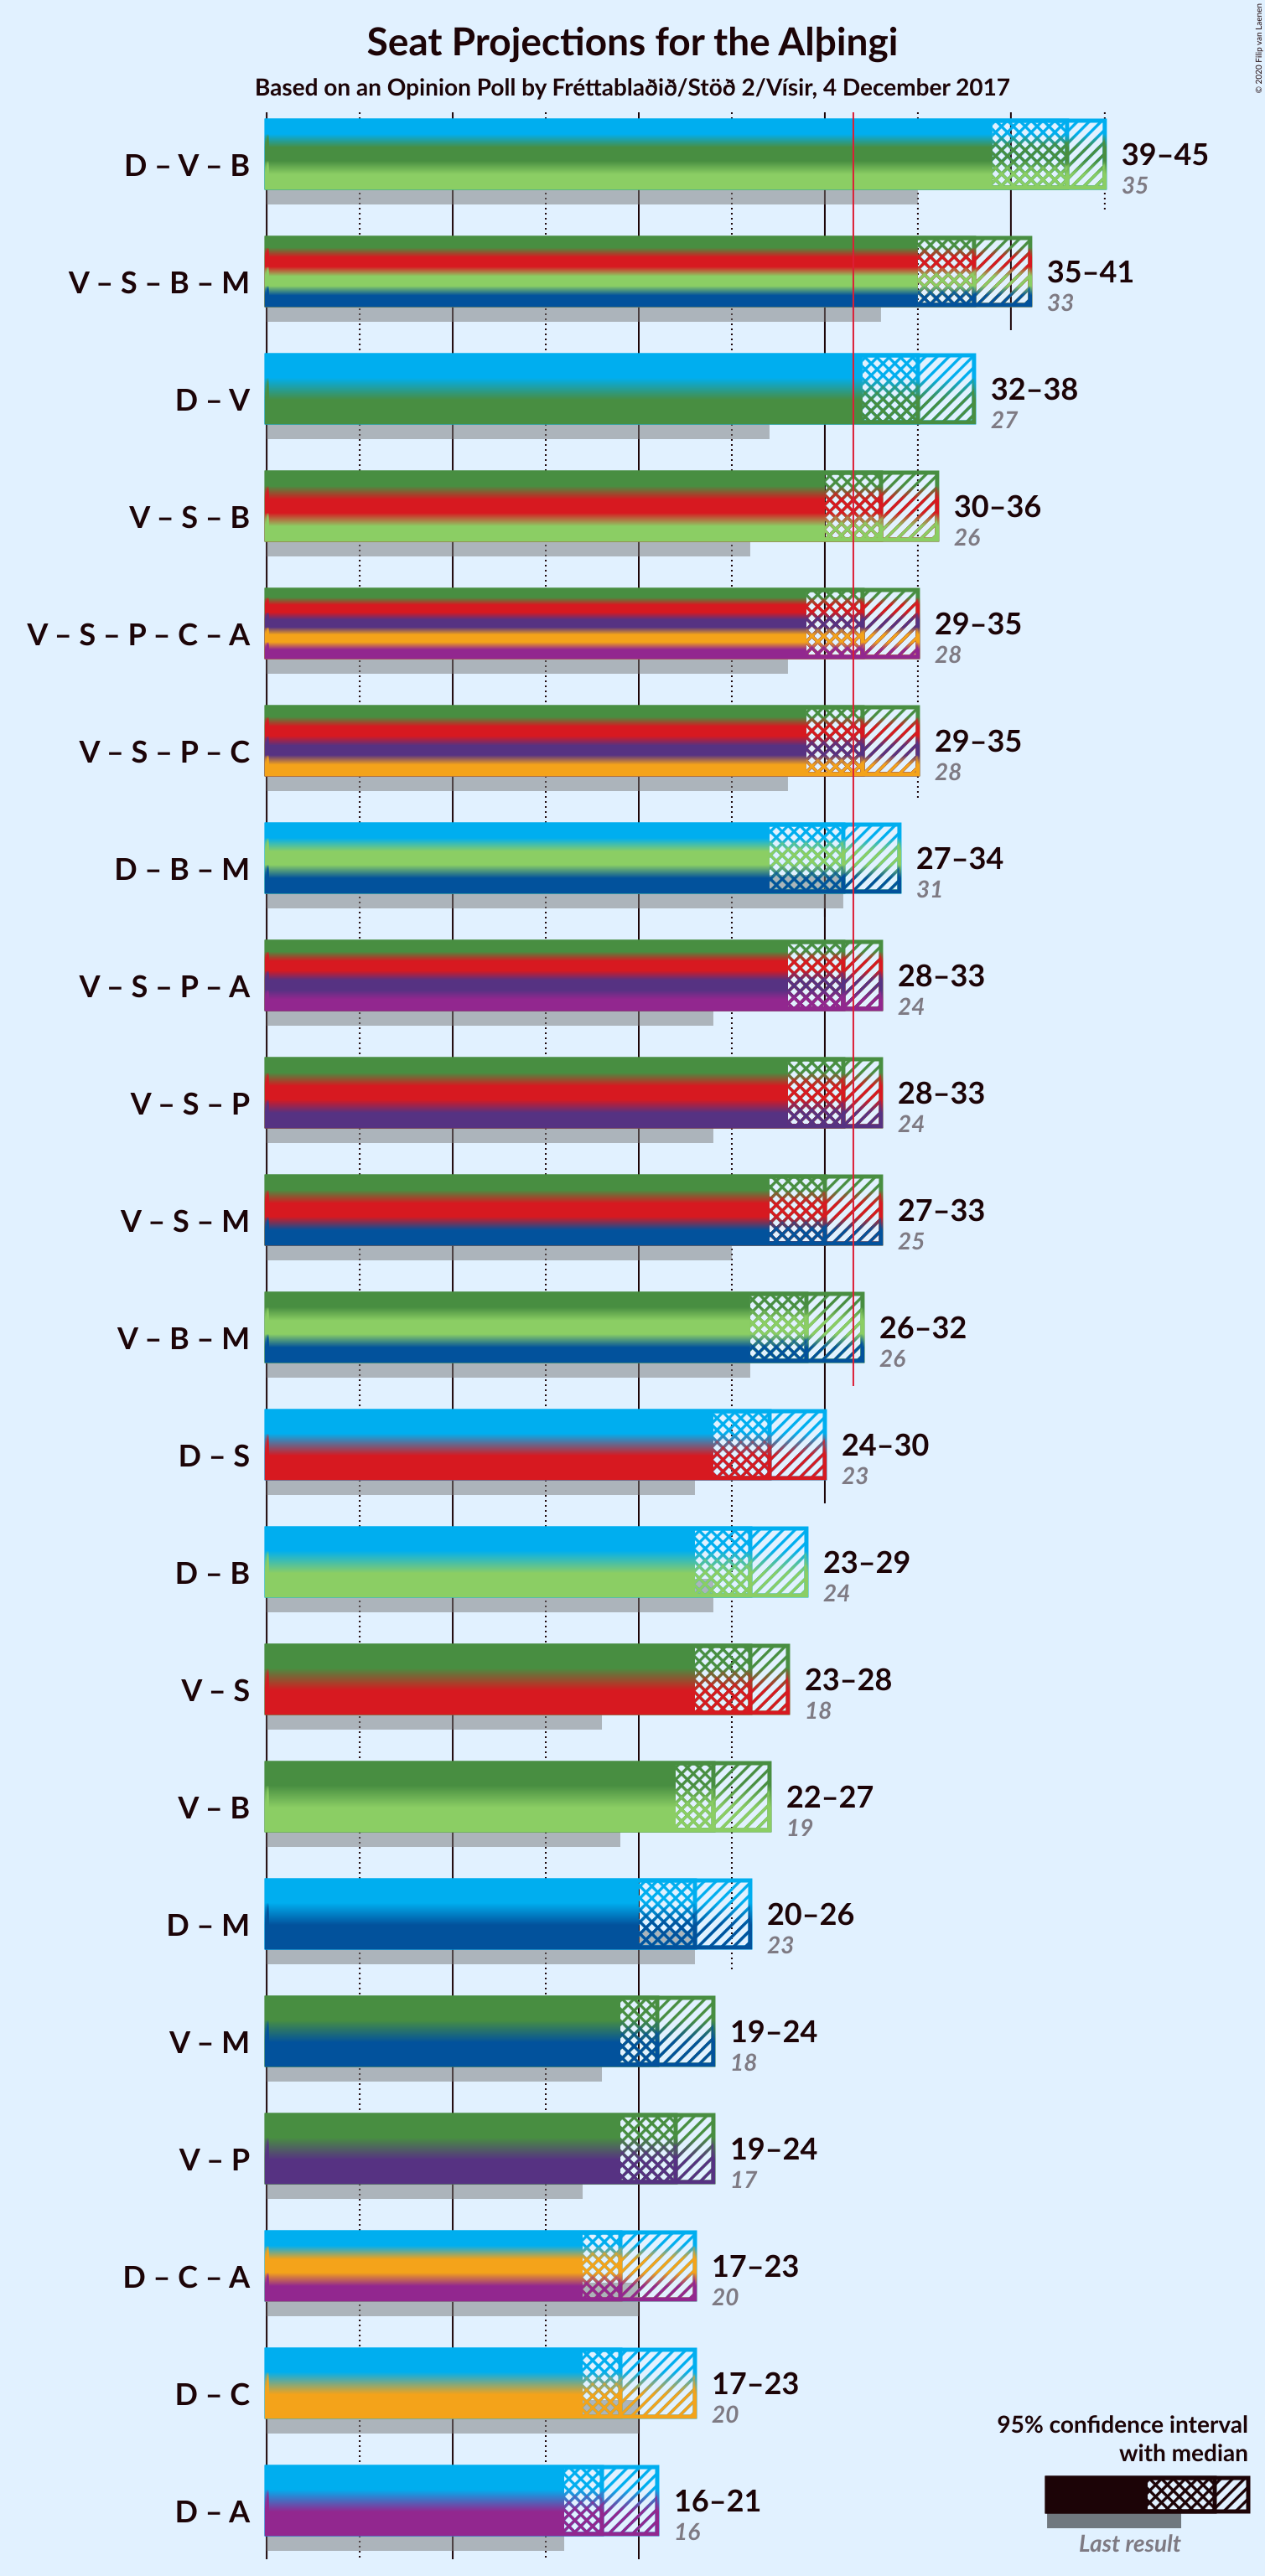 Seat Projections for the Alþingi
Based on an Opinion Poll by Fréttablaðið/Stöð 2/Vísir, 4 December 2017
© 2020 Filip van Laenen
D – V – B
39–45
35
V – S – B – M
35–41
33
D – V
32–38
27
V – S – B
30–36
26
V – S – P – C – A
29–35
28
V – S – P – C
29–35
28
D – B – M
27–34
31
V – S – P – A
28–33
24
V – S – P
28–33
24
V – S – M
27–33
25
V – B – M
26–32
26
D – S
24–30
23
D – B
23–29
24
V – S
23–28
18
V – B
22–27
19
D – M
20–26
23
V – M
19–24
18
V – P
19–24
17
D – C – A
17–23
20
D – C
17–23
20
D – A
16–21
16
95% confidence interval
with median
Last result